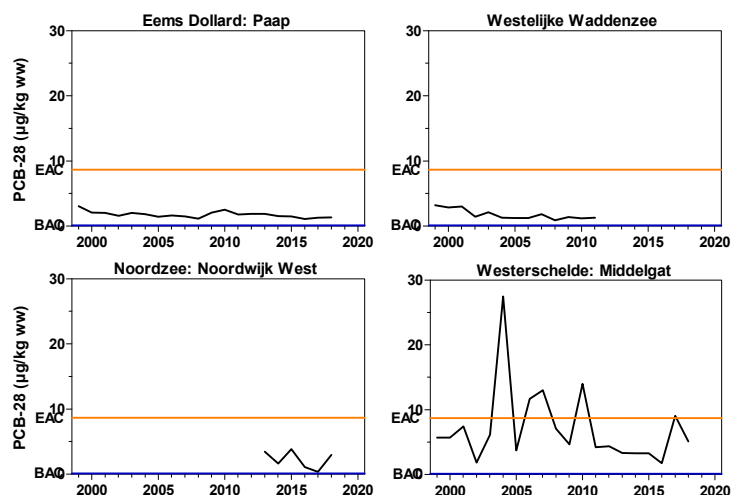 Eems Dollard: Paap
Westelijke Waddenzee
PCB-28 (µg/kg ww)
30
20
10
EAC
BAC
0
2000 2005 2010 2015 2020
30
20
10
EAC
BAC
0
2000 2005 2010 2015 2020
Noordzee: Noordwijk West
Westerschelde: Middelgat
PCB-28 (µg/kg ww)
30
20
10
EAC
BAC
0
2000 2005 2010 2015 2020
30
20
10
EAC
BAC
0
2000 2005 2010 2015 2020